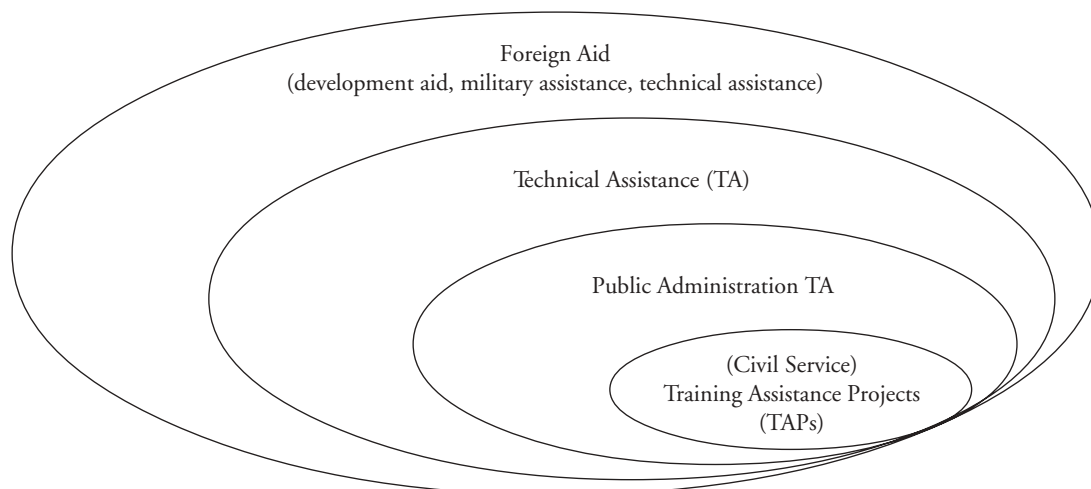 Foreign Aid
(development aid, military assistance, technical assistance)
Technical Assistance (TA)
Public Administration TA
(Civil Service)
Training Assistance Projects
(TAPs)